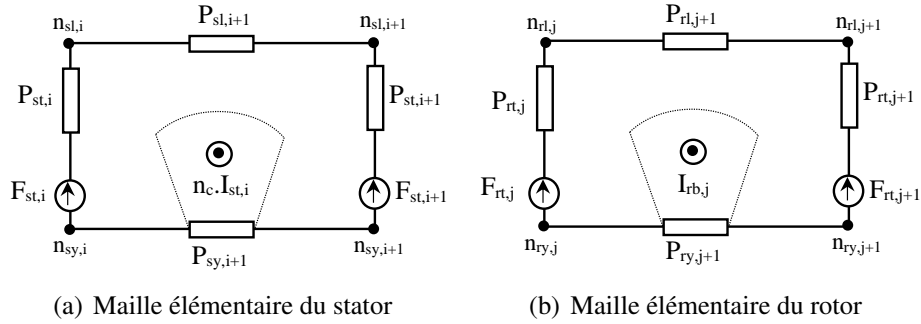 n_sl,i
P_sl,i+1
n_sl,i+1
P_st,i
P_st,i+1
n_c.I_st,i
F_st,i
F_st,i+1
n_sy,i
P_sy,i+1
n_sy,i+1
(a) Maille élémentaire du stator
n_rl,j
P_rl,j+1
n_rl,j+1
P_rt,j
P_rt,j+1
I_rb,j
F_rt,j
F_rt,j+1
n_ry,j
P_ry,j+1
n_ry,j+1
(b) Maille élémentaire du rotor